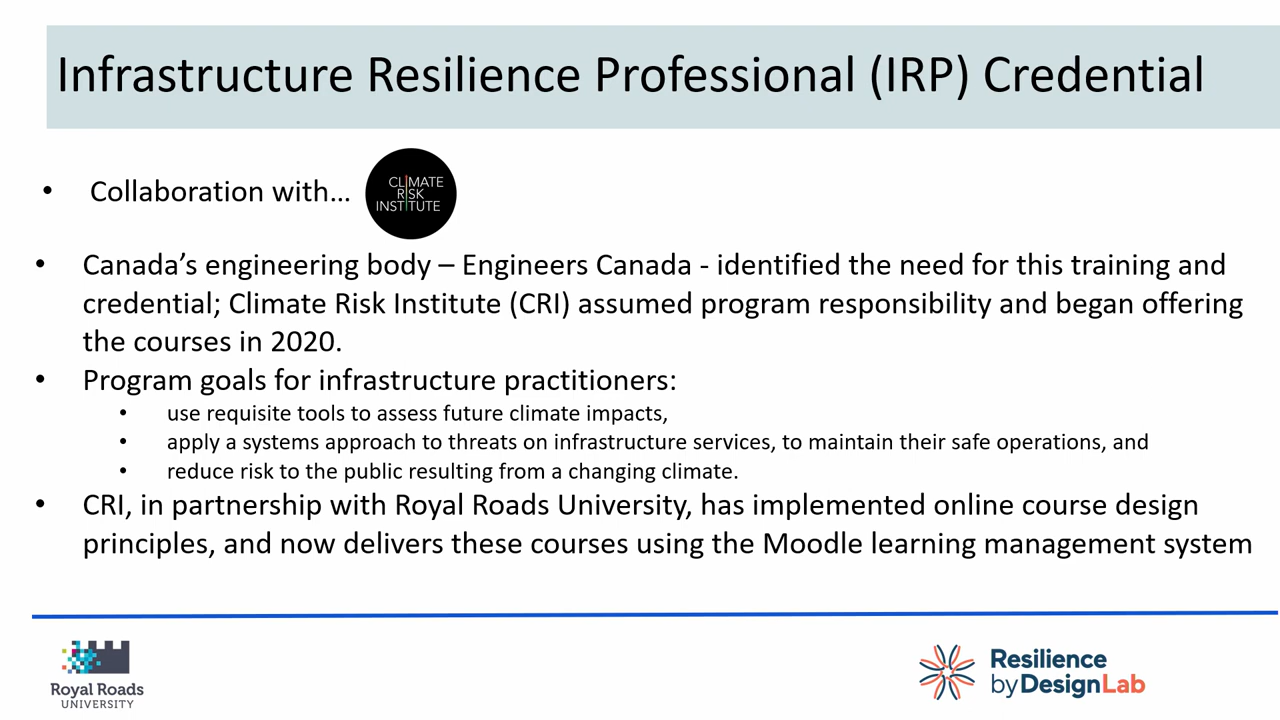 Infrastructure Resilience Professional (IRP) Credential
• Collaboration with…
CLIMATE
RISK
INSTITUTE
• Canada’s engineering body – Engineers Canada - identified the need for this training and
credential; Climate Risk Institute (CRI) assumed program responsibility and began offering
the courses in 2020.
• Program goals for infrastructure practitioners:
• use requisite tools to assess future climate impacts,
• apply a systems approach to threats on infrastructure services, to maintain their safe operations, and
• reduce risk to the public resulting from a changing climate.
• CRI, in partnership with Royal Roads University, has implemented online course design
principles, and now delivers these courses using the Moodle learning management system
Royal Roads
UNIVERSITY
Resilience
by Design Lab